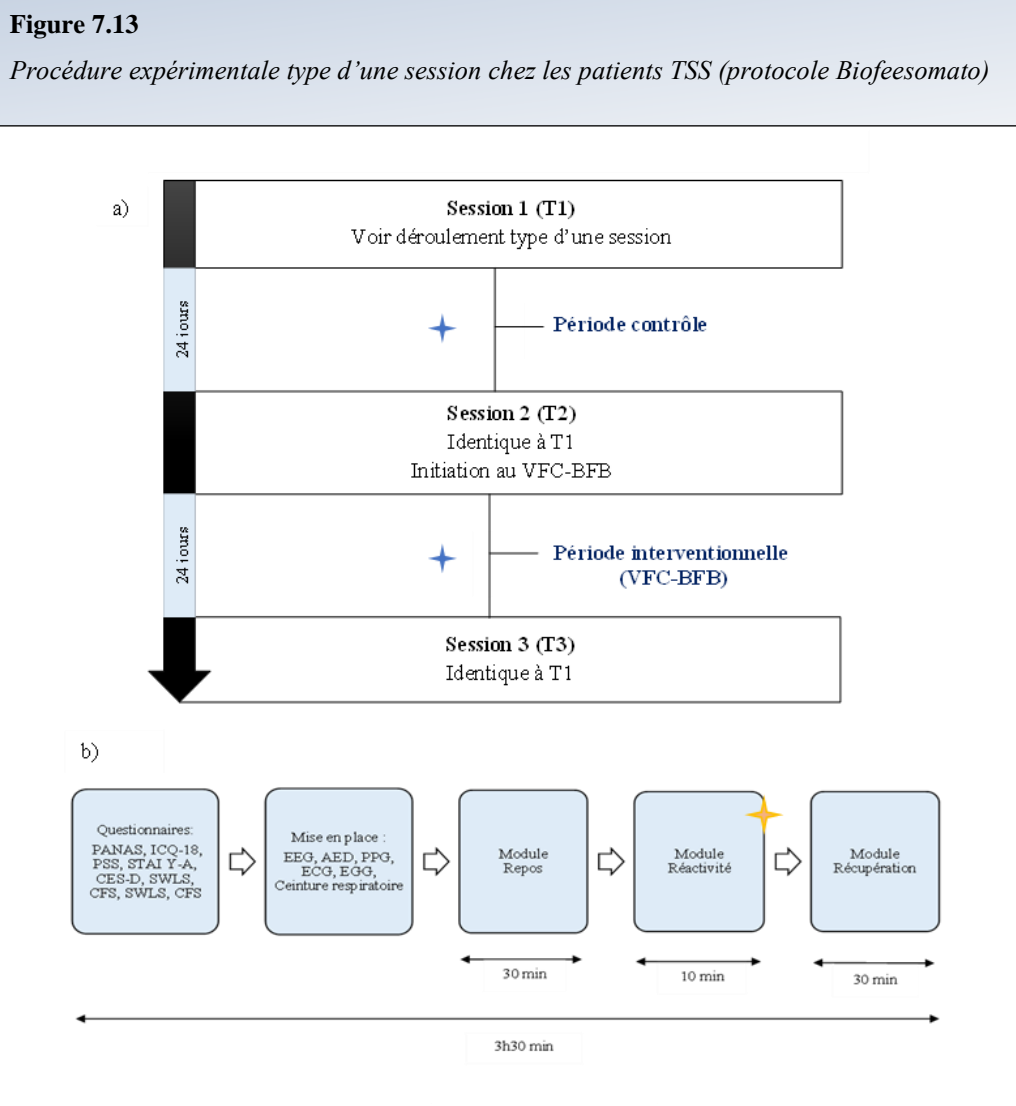 Figure 7.13
Procédure expérimentale type d'une session chez les patients TSS (protocole Biofeesomato)
a)
Session 1 (T1)
Voir déroulement type d'une session
24 jours
Période contrôle
Session 2 (T2)
Identique à T1
Initiation au VFC-BFB
24 jours
Période interventionnelle
(VFC-BFB)
Session 3 (T3)
Identique à T1
b)
Questionnaires:
PANAS, ICQ-18,
PSS, STAI Y-A,
CES-D, SWLS,
CFS, SWLS, CFS
Mise en place :
EEG, AED, PPG,
ECG, EGG,
Ceinture respiratoire
Module
Repos
Module
Réactivité
Module
Récupération
30 min
10 min
30 min
3h30 min